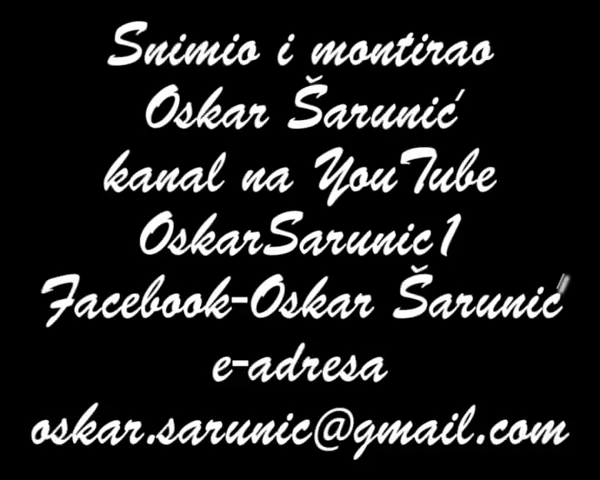 Snimio i montirao
Oskar Šarunić
kanal na YouTube
OskarSarunic1
Facebook-Oskar Šarunić
e-adresa
oskar.sarunic@gmail.com